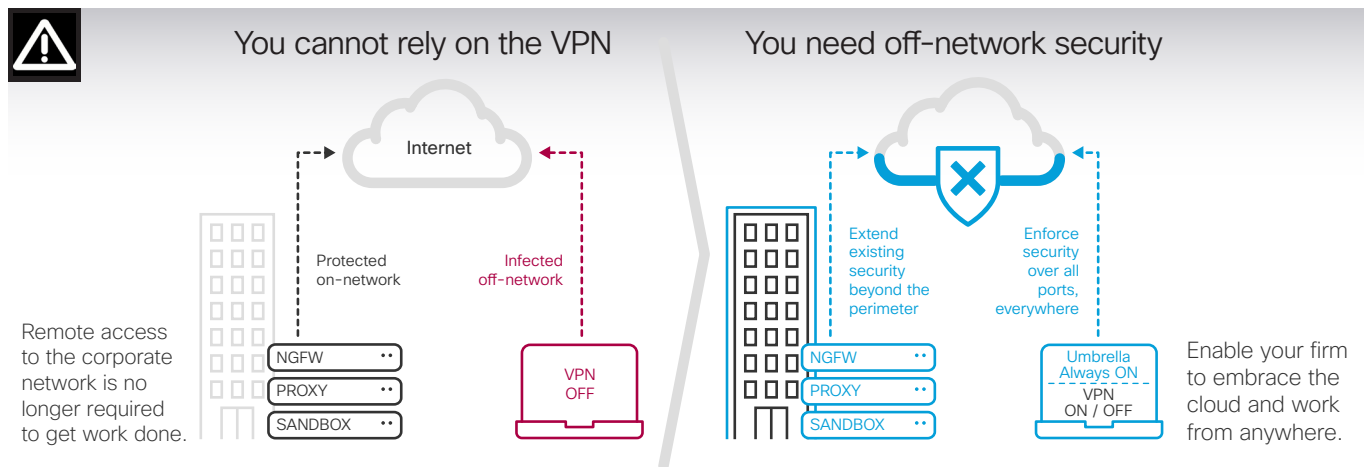 You cannot rely on the VPN
Internet
Protected
on-network
Infected
off-network
Remote access
to the corporate
network is no
longer required
to get work done.
NGFW
PROXY
SANDBOX
VPN
OFF
You need off-network security
Extend
existing
security
beyond the
perimeter
Enforce
security
over all
ports,
everywhere
NGFW
PROXY
SANDBOX
Umbrella
Always ON
VPN
ON / OFF
Enable your firm
to embrace the
cloud and work
from anywhere.